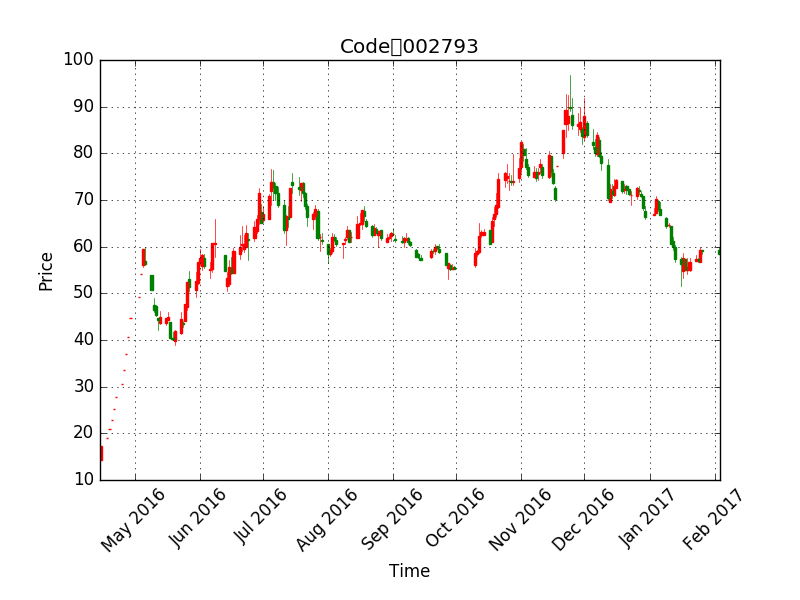 Code▯002793
100
90
80
70
60
50
40
30
20
10
Price
May 2016
Jun 2016
Jul 2016
Aug 2016
Sep 2016
Oct 2016
Nov 2016
Dec 2016
Jan 2017
Feb 2017
Time